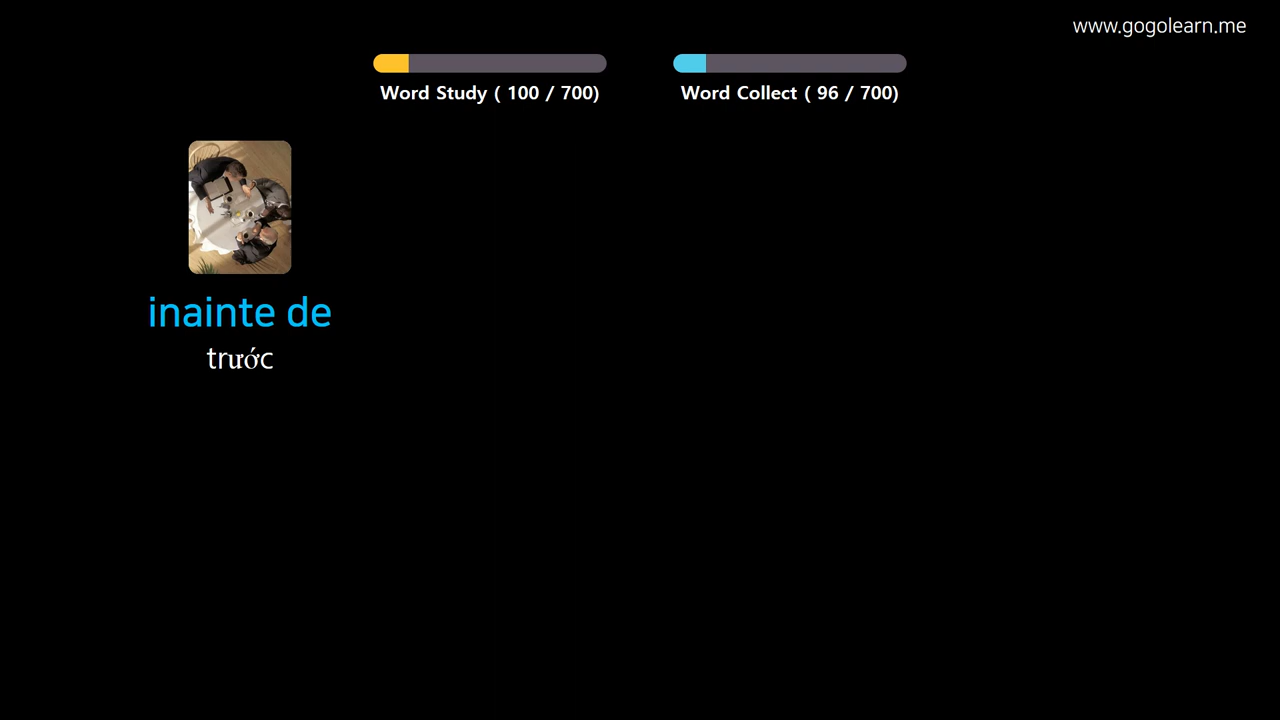 www.gogolearn.me
Word Study ( 100 / 700)
Word Collect ( 96 / 700)
inainte de
trước